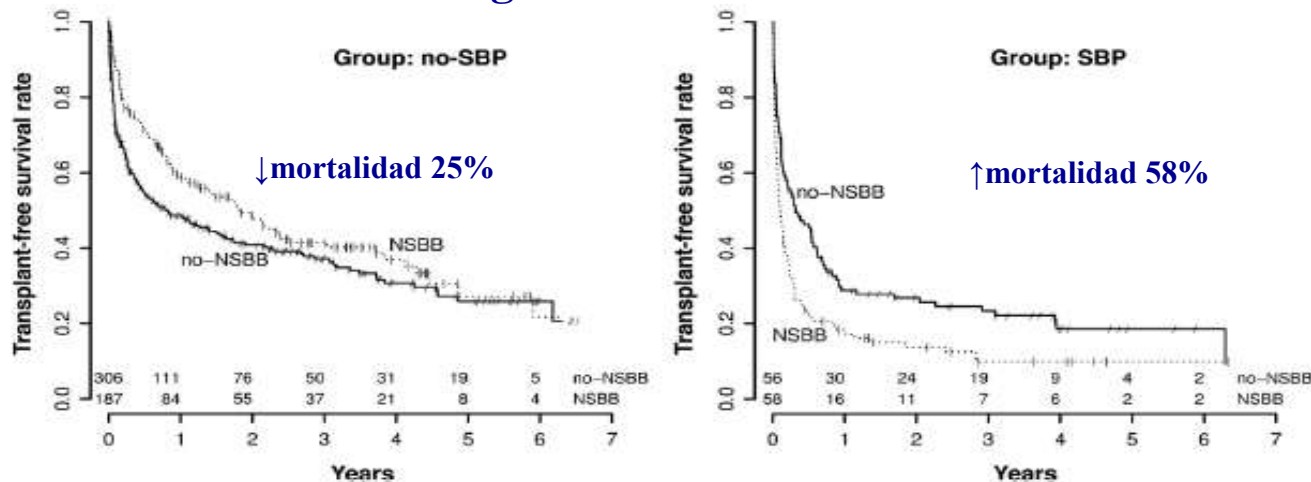 Group: no-SBP
↓mortalidad 25%
NSBB
no-NSBB
Transplant-free survival rate
1.0
0.8
0.6
0.4
0.2
0.0
306 111 76 50 31 19 5 no-NSBB
187 84 55 37 21 8 4 NSBB
0 1 2 3 4 5 6 7
Years
Group: SBP
↑mortalidad 58%
no-NSBB
NSBB
Transplant-free survival rate
1.0
0.8
0.6
0.4
0.2
0.0
56 30 24 19 9 4 2 no-NSBB
58 16 11 7 6 2 2 NSBB
0 1 2 3 4 5 6 7
Years